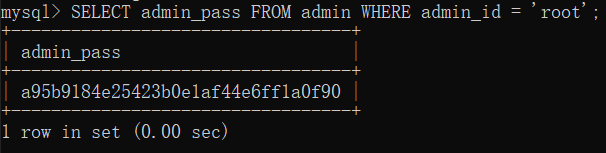 mysql> SELECT admin_pass FROM admin WHERE admin_id = 'root';
+----------------------------------+
| admin_pass                       |
+----------------------------------+
| a95b9184e25423b0e1af44e6ff1a0f90 |
+----------------------------------+
1 row in set (0.00 sec)